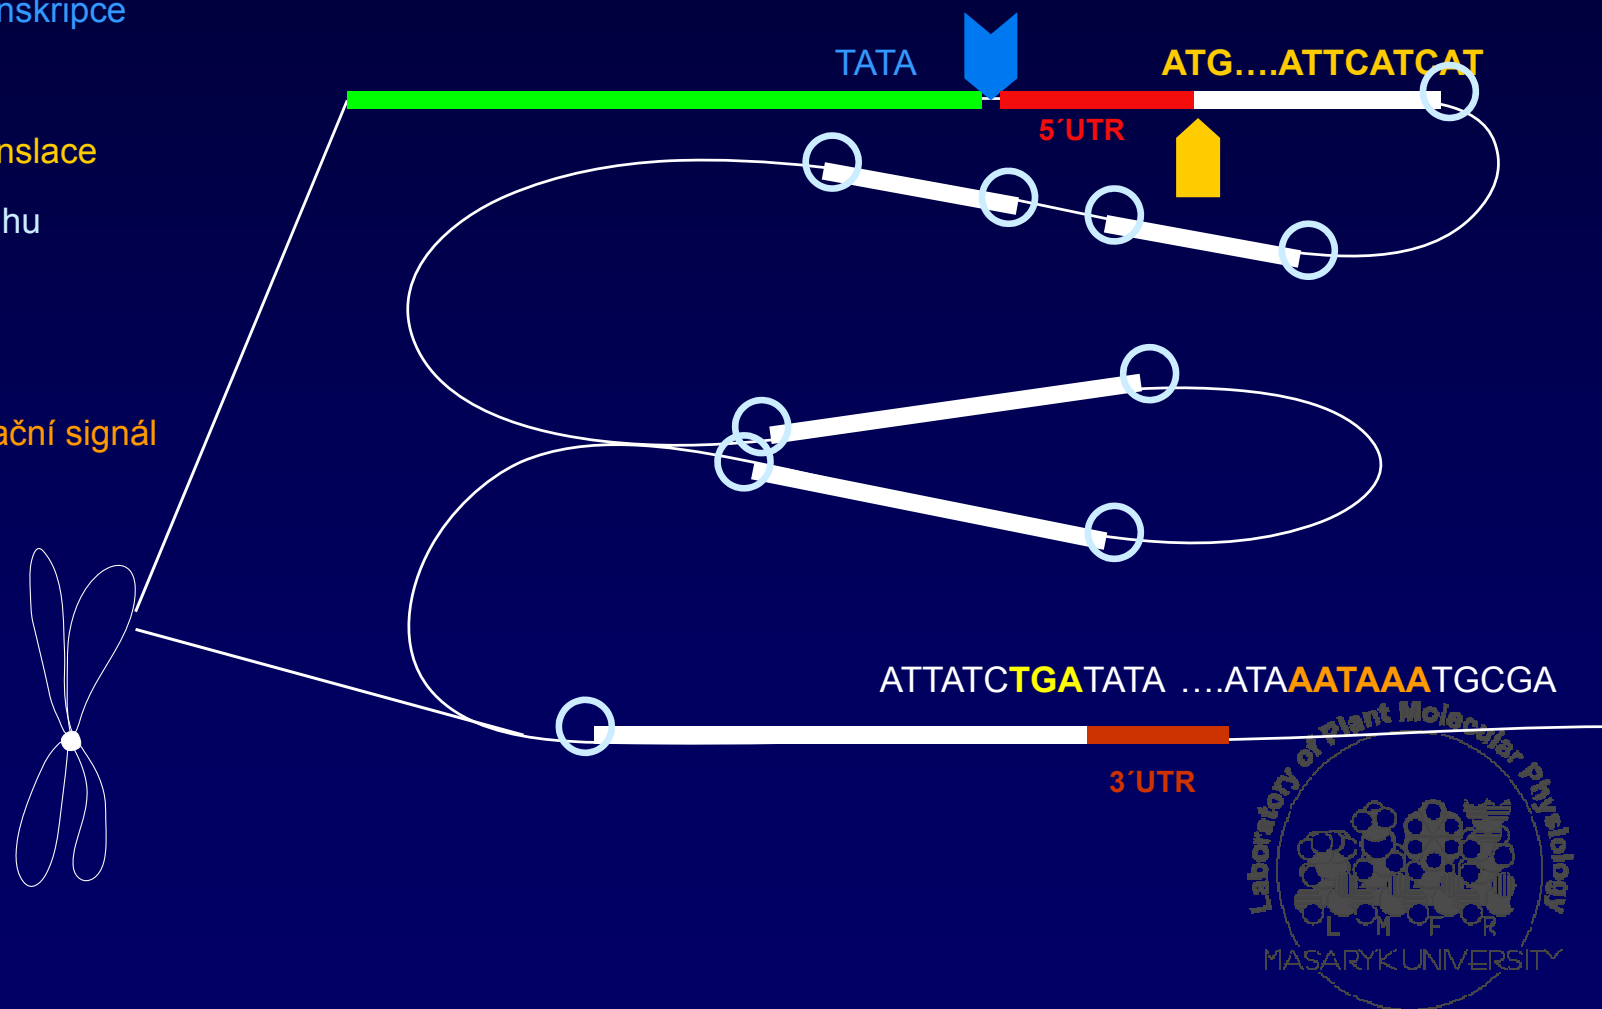 nskripce
TATA
ATG….ATTCATCAT
5´UTR
nslace
hu
ační signál
ATTATCTGATATA ….ATAAATAAATGCGA
3´UTR
Laboratory of Plant Molecular Physiology
L M F R
MASARYK UNIVERSITY